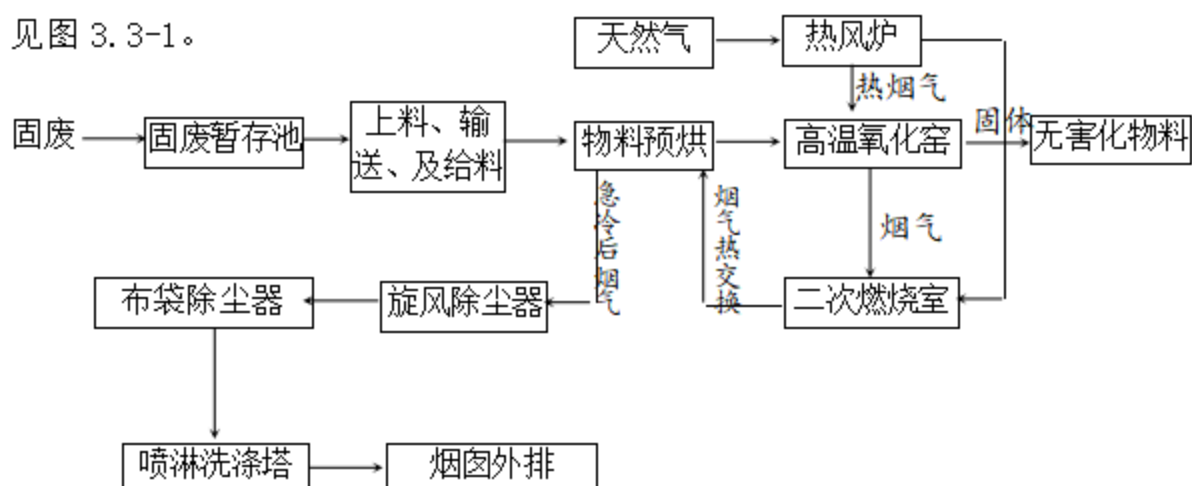 见图 3.3-1。
天然气
热风炉
热烟气
固废
固废暂存池
上料、输
送、及给料
物料预烘
高温氧化窑
固体
无害化物料
急冷后烟气
烟气热交换
烟气
布袋除尘器
旋风除尘器
二次燃烧室
喷淋洗涤塔
烟囱外排